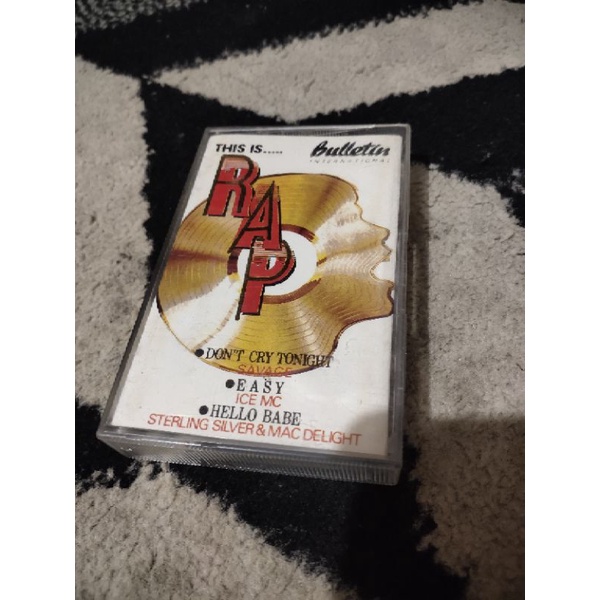 THIS IS.....
Bulletin
INTERNATIONAL
RAP
●DON'T CRY TONIGHT
SAVAGE
●EASY
ICE MC
●HELLO BABE
STERLING SILVER & MAC DELIGHT